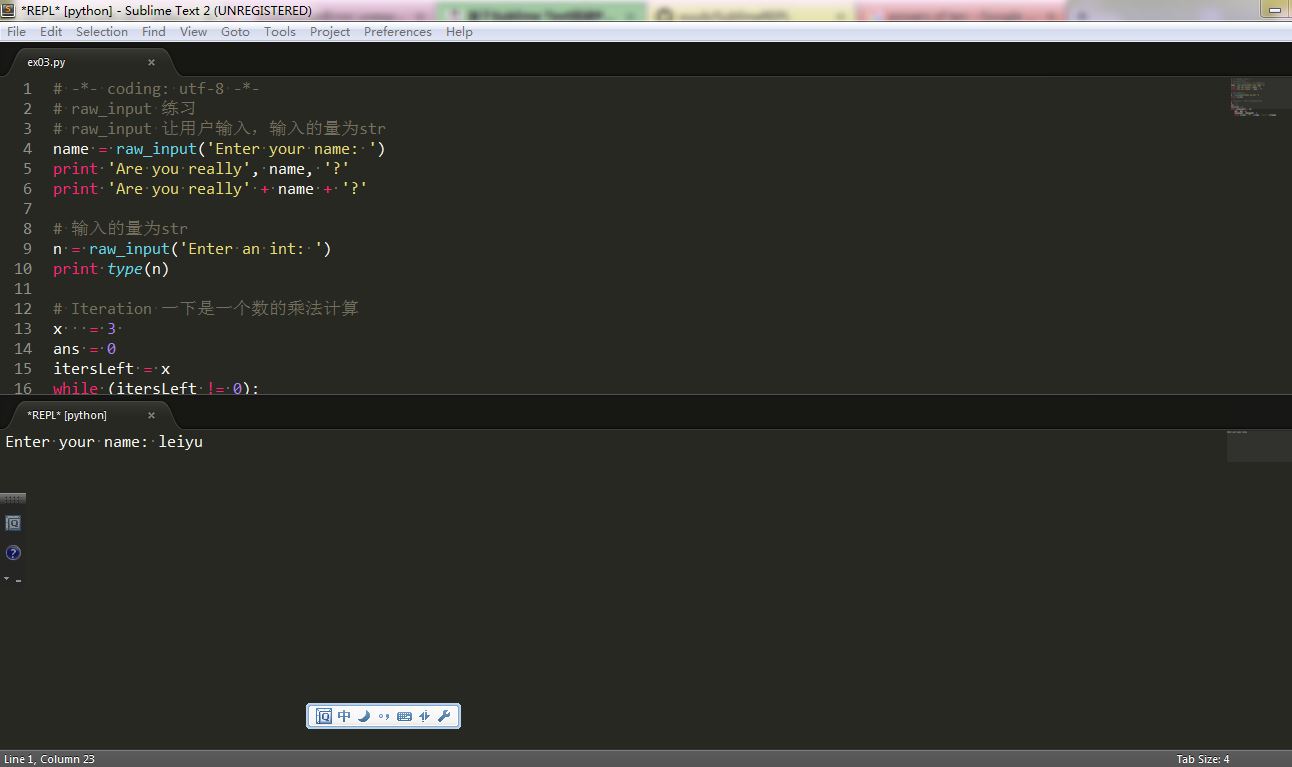 *REPL* [python] - Sublime Text 2 (UNREGISTERED)
File Edit Selection Find View Goto Tools Project Preferences Help
ex03.py
1 # -*- coding: utf-8 -*-
2 # raw_input 练习
3 # raw_input 让用户输入，输入的量为str
4 name = raw_input('Enter your name: ')
5 print 'Are you really', name, '?'
6 print 'Are you really' + name + '?'
7
8 # 输入的量为str
9 n = raw_input('Enter an int: ')
10 print type(n)
11
12 # Iteration 一下是一个数的乘法计算
13 x   = 3
14 ans = 0
15 itersLeft = x
16 while (itersLeft != 0):
*REPL* [python]
Enter your name: leiyu
中
Line 1, Column 23
Tab Size: 4